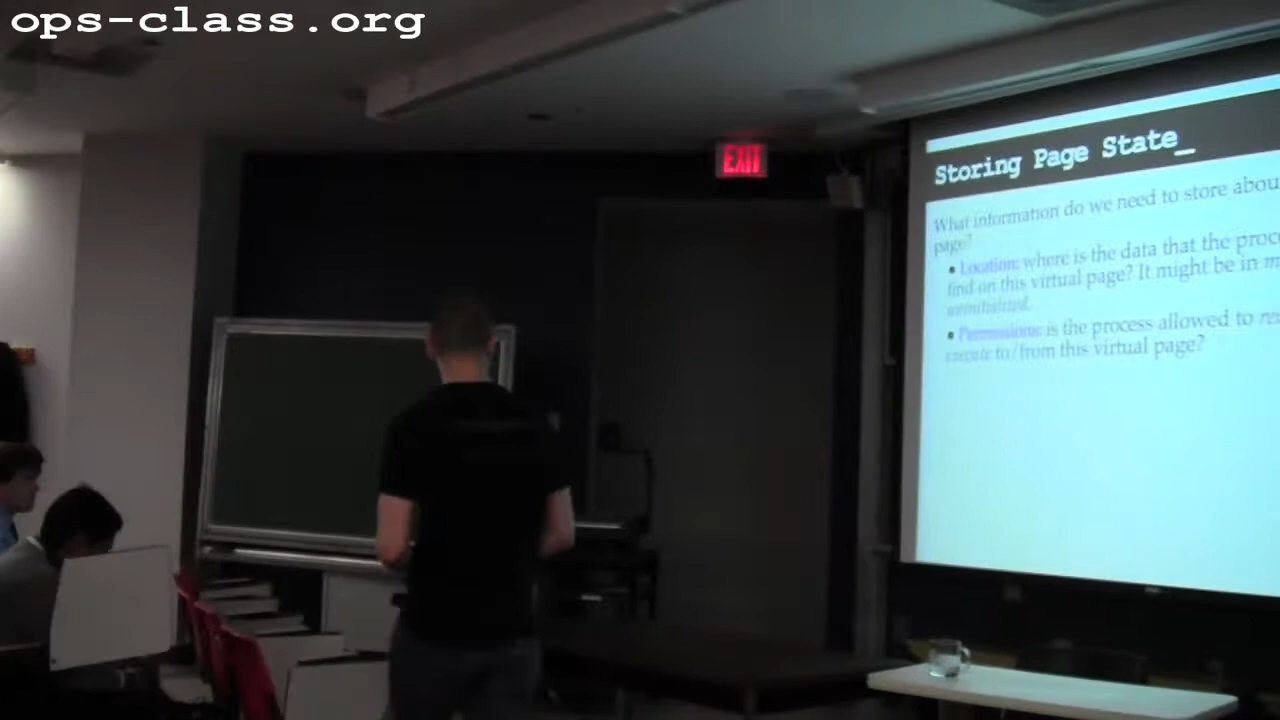 ops-class.org
EXIT
Storing Page State_
What information do we need to store abou
page?
• Location: where is the data that the proc
find on this virtual page? It might be in m
uninitialized.
• Permissions: is the process allowed to re
execute to/from this virtual page?